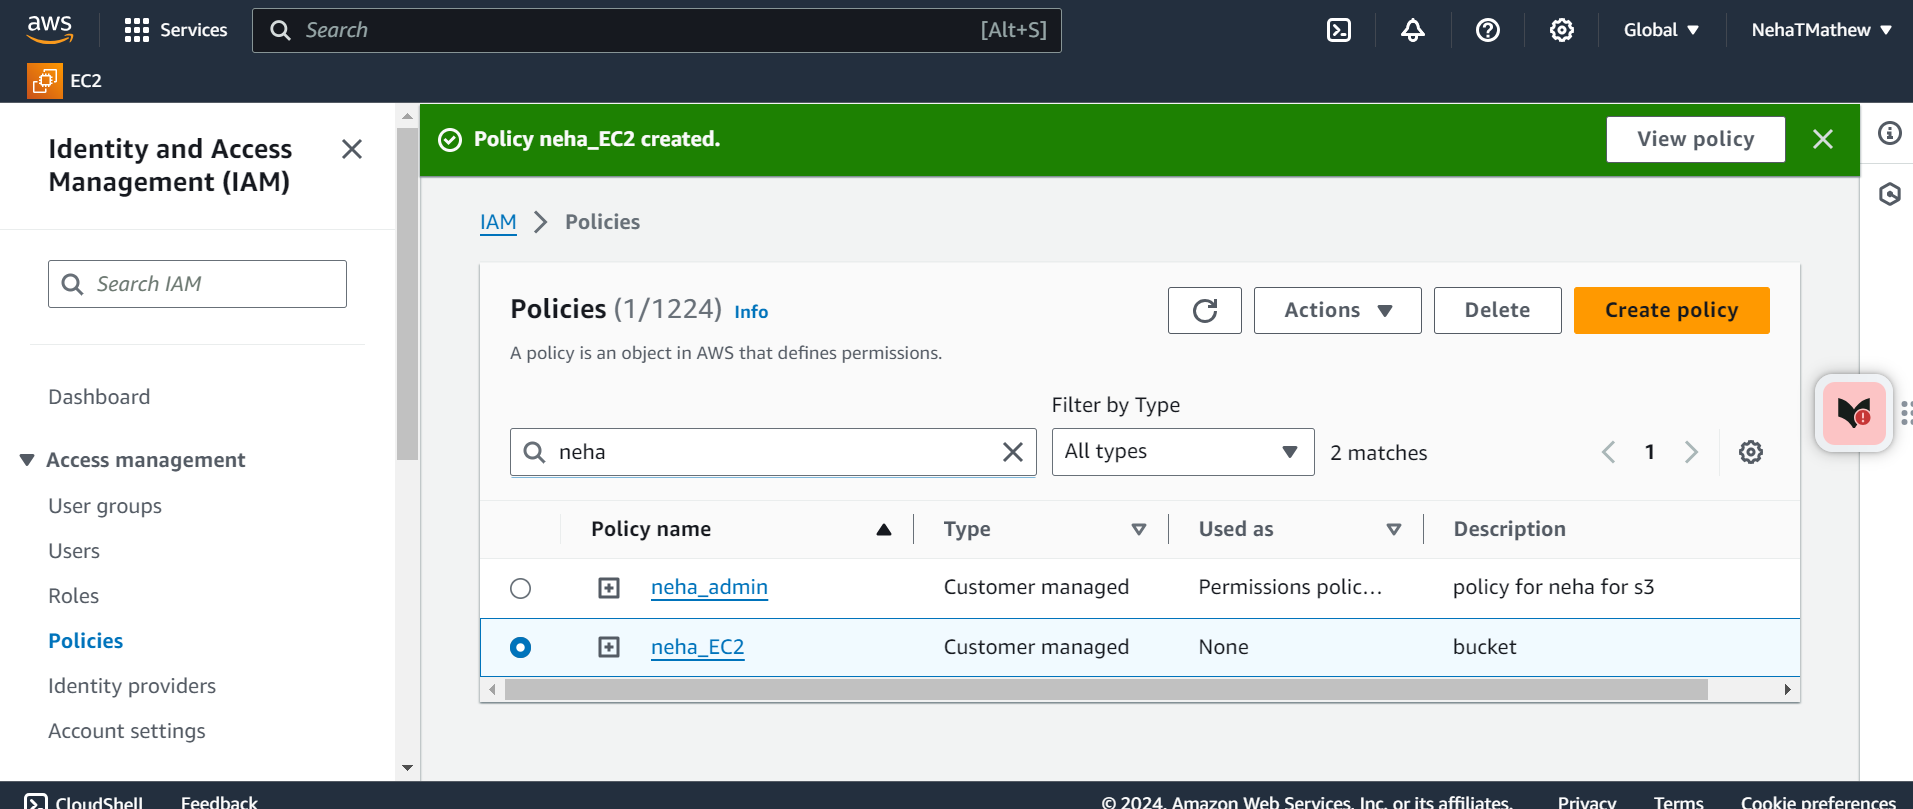 aws
Services
Search
[Alt+S]
Global
NehaTMathew
EC2
Identity and Access
Management (IAM)
Search IAM
Dashboard
Access management
User groups
Users
Roles
Policies
Identity providers
Account settings
Policy neha_EC2 created.
View policy
IAM
Policies
Policies (1/1224) Info
Actions
Delete
Create policy
A policy is an object in AWS that defines permissions.
Filter by Type
neha
All types
2 matches
1
Policy name Type Used as Description
neha_admin Customer managed Permissions polic... policy for neha for s3
neha_EC2 Customer managed None bucket
CloudShell Feedback © 2024, Amazon Web Services, Inc. or its affiliates. Privacy Terms Cookie preferences